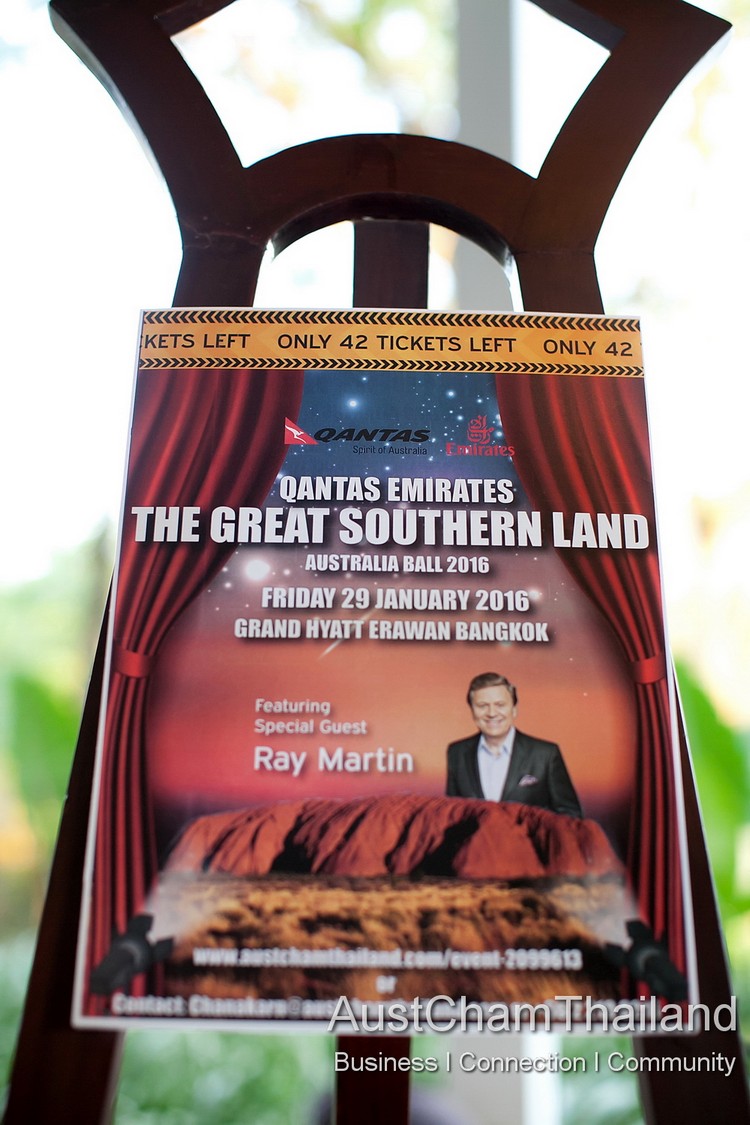 KETS LEFT ONLY 42 TICKETS LEFT ONLY 42
QANTAS
Spirit of Australia
Emirates
QANTAS EMIRATES
THE GREAT SOUTHERN LAND
AUSTRALIA BALL 2016
FRIDAY 29 JANUARY 2016
GRAND HYATT ERAWAN BANGKOK
Featuring
Special Guest
Ray Martin
www.austchamthailand.com/event-2099613
or
Contact:
AustChamThailand
Business I Connection I Community